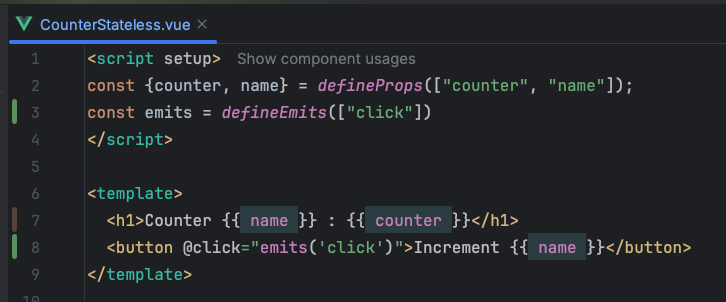 CounterStateless.vue ×
1 <script setup> Show component usages
2 const {counter, name} = defineProps(["counter", "name"]);
3 const emits = defineEmits(["click"])
4 </script>
5
6 <template>
7 <h1>Counter {{ name }} : {{ counter }}</h1>
8 <button @click="emits('click')">Increment {{ name }}</button>
9 </template>
10